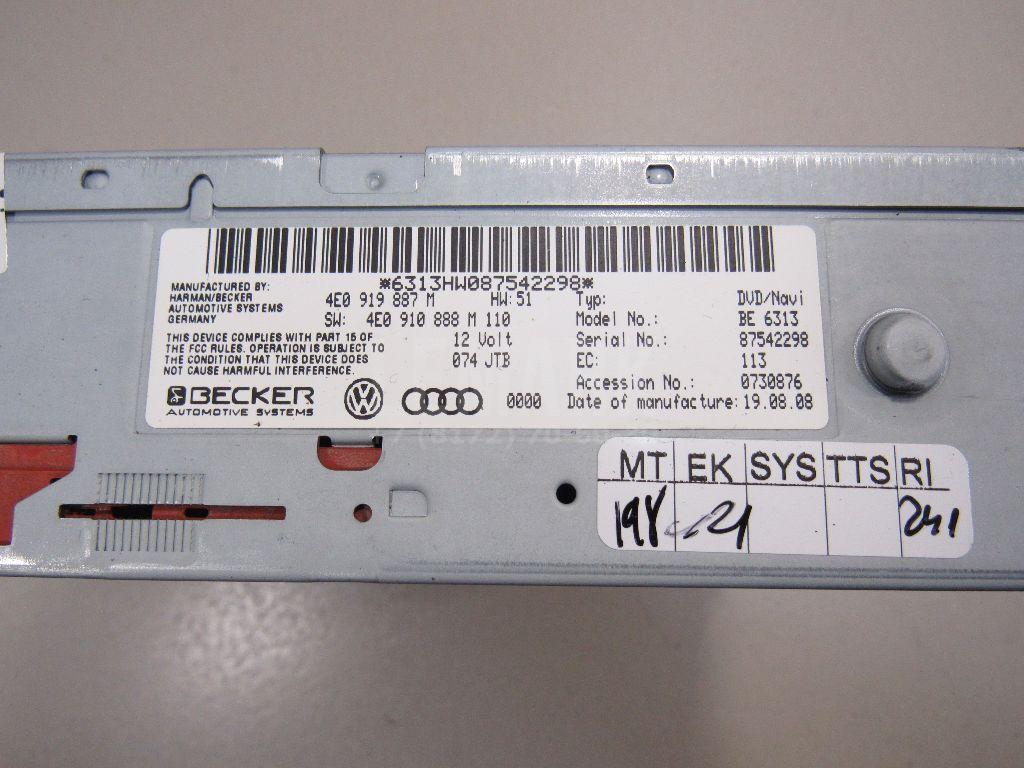 *6313HW087542298*
MANUFACTURED BY:
HARMAN/BECKER
AUTOMOTIVE SYSTEMS
GERMANY
THIS DEVICE COMPLIES WITH PART 15 OF
THE FCC RULES. OPERATION IS SUBJECT TO
THE CONDITION THAT THIS DEVICE DOES
NOT CAUSE HARMFUL INTERFERENCE.
BECKER
AUTOMOTIVE SYSTEMS
4E0 919 887 M HW:51
SW: 4E0 910 888 M 110
12 Volt
074 JTB
0000
Typ: DVD/Navi
Model No.: BE 6313
Serial No.: 87542298
EC: 113
Accession No.: 0730876
Date of manufacture: 19.08.08
MT EK SYS TTS RI
198 21 241